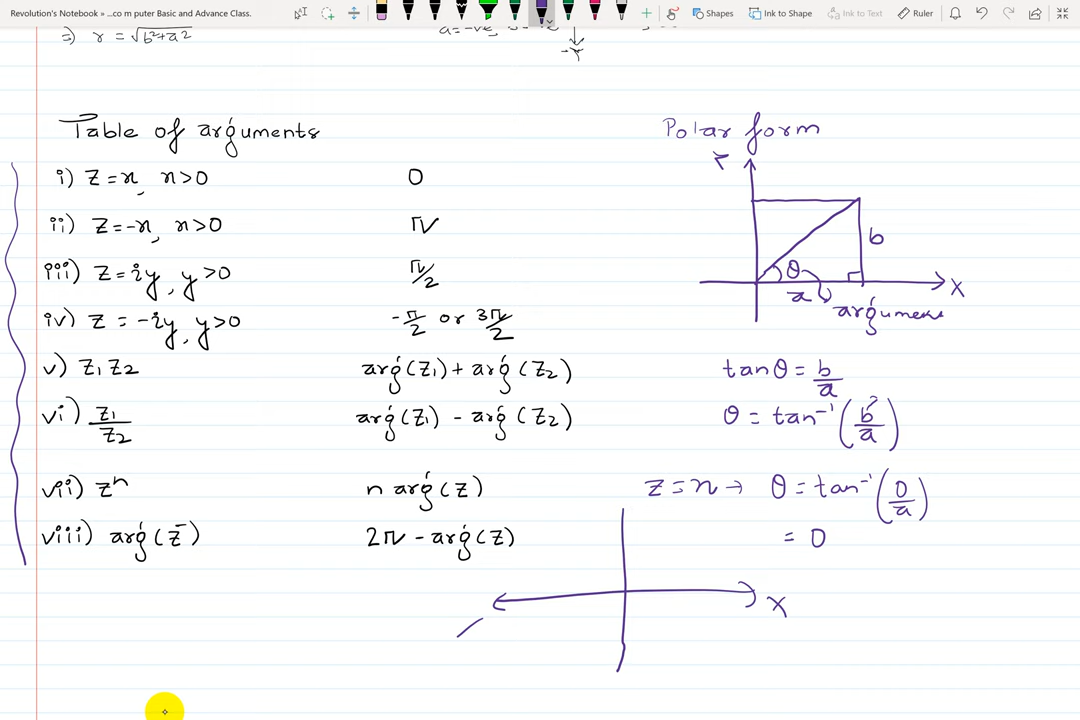 Revolution's Notebook » ...co m puter Basic and Advance Class.
Shapes
Ink to Shape
Ink to Text
Ruler
⇒ r = √b²+a²
Table of arguments
i) z = x, x>0 0
ii) z = -x, x>0 π
iii) z = iy, y>0 π/2
iv) z = -iy, y>0 -π/2 or 3π/2
v) z₁z₂ arg(z₁) + arg(z₂)
vi) z₁/z₂ arg(z₁) - arg(z₂)
vii) zⁿ n arg(z)
viii) arg(z̄) 2π - arg(z)
Polar form
Y
b
θ
a
X
argument
tanθ = b/a
θ = tan⁻¹(b/a)
z = x → θ = tan⁻¹(0/a)
= 0
X